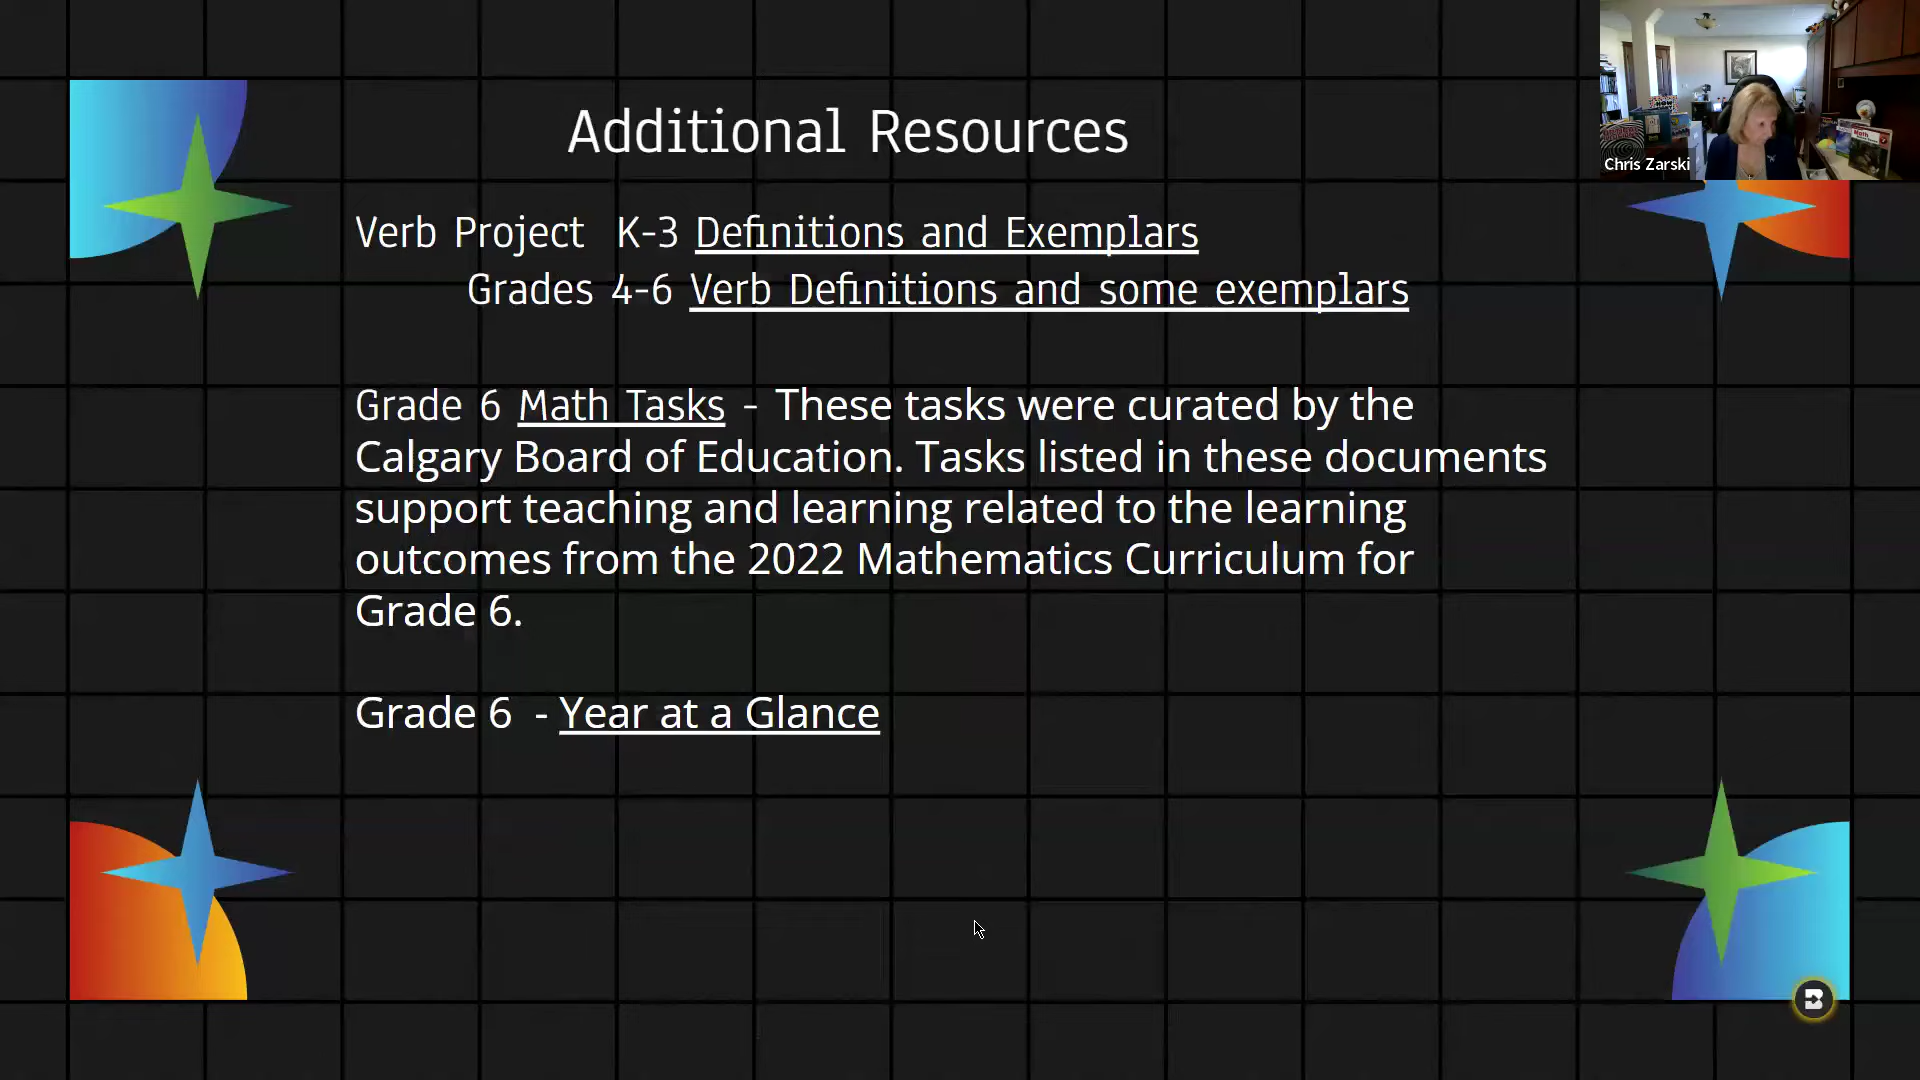 Additional Resources
Chris Zarski
Verb Project K-3 Definitions and Exemplars
Grades 4-6 Verb Definitions and some exemplars
Grade 6 Math Tasks - These tasks were curated by the
Calgary Board of Education. Tasks listed in these documents
support teaching and learning related to the learning
outcomes from the 2022 Mathematics Curriculum for
Grade 6.
Grade 6 - Year at a Glance